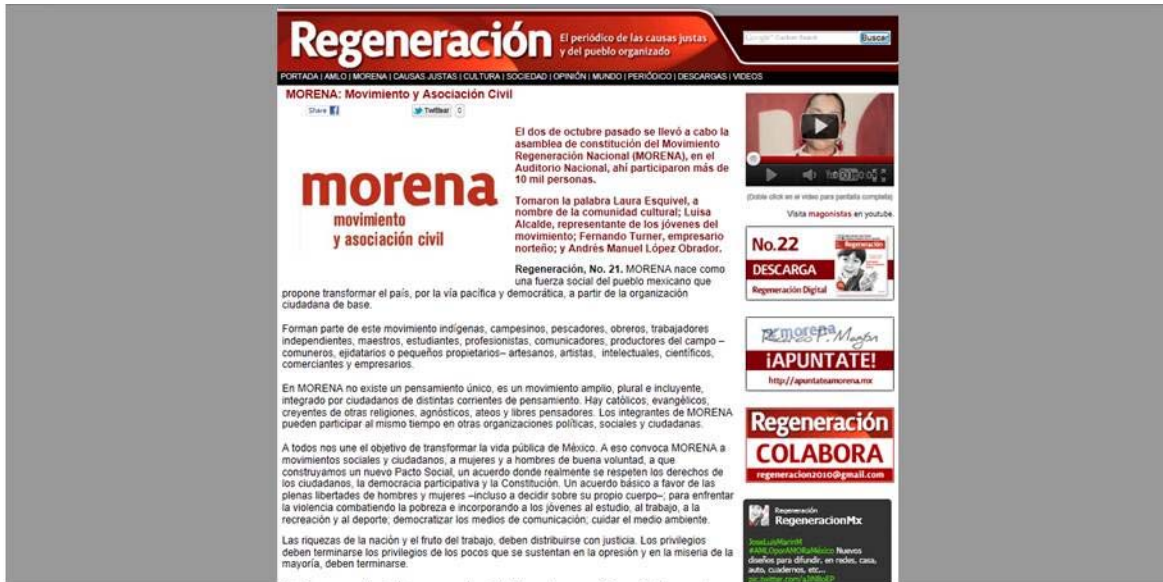 Regeneración
El periódico de las causas justas
y del pueblo organizado
Buscar
PORTADA | AMLO | MORENA | CAUSAS JUSTAS | CULTURA | SOCIEDAD | OPINIÓN | MUNDO | PERIÓDICO | DESCARGAS | VIDEOS
MORENA: Movimiento y Asociación Civil
Share
Twittear 0
morena
movimiento
y asociación civil
El dos de octubre pasado se llevó a cabo la
asamblea de constitución del Movimiento
Regeneración Nacional (MORENA), en el
Auditorio Nacional, ahí participaron más de
10 mil personas.
Tomaron la palabra Laura Esquivel, a
nombre de la comunidad cultural; Luisa
Alcalde, representante de los jóvenes del
movimiento; Fernando Turner, empresario
norteño; y Andrés Manuel López Obrador.
Regeneración, No. 21. MORENA nace como
una fuerza social del pueblo mexicano que
propone transformar el país, por la vía pacífica y democrática, a partir de la organización
ciudadana de base.
Forman parte de este movimiento indígenas, campesinos, pescadores, obreros, trabajadores
independientes, maestros, estudiantes, profesionistas, comunicadores, productores del campo –
comuneros, ejidatarios o pequeños propietarios– artesanos, artistas, intelectuales, científicos,
comerciantes y empresarios.
En MORENA no existe un pensamiento único, es un movimiento amplio, plural e incluyente,
integrado por ciudadanos de distintas corrientes de pensamiento. Hay católicos, evangélicos,
creyentes de otras religiones, agnósticos, ateos y libres pensadores. Los integrantes de MORENA
pueden participar al mismo tiempo en otras organizaciones políticas, sociales y ciudadanas.
A todos nos une el objetivo de transformar la vida pública de México. A eso convoca MORENA a
movimientos sociales y ciudadanos, a mujeres y a hombres de buena voluntad, a que
construyamos un nuevo Pacto Social, un acuerdo donde realmente se respeten los derechos de
los ciudadanos, la democracia participativa y la Constitución. Un acuerdo básico a favor de las
plenas libertades de hombres y mujeres –incluso a decidir sobre su propio cuerpo–; para enfrentar
la violencia combatiendo la pobreza e incorporando a los jóvenes al estudio, al trabajo, a la
recreación y al deporte; democratizar los medios de comunicación; cuidar el medio ambiente.
Las riquezas de la nación y el fruto del trabajo, deben distribuirse con justicia. Los privilegios
deben terminarse los privilegios de los pocos que se sustentan en la opresión y en la miseria de la
mayoría, deben terminarse.
(Doble click en el video para pantalla completa)
Visita magonistas en youtube.
No.22
DESCARGA
Regeneración Digital
Regeneración
morena
¡APUNTATE!
http://apuntateamorena.mx
Regeneración
COLABORA
regeneracion2010@gmail.com
Regeneración
RegeneracionMx
JoseLuisMarinM
#AMLOporAMORaMéxico Nuevos
diseños para difundir, en redes, casa,
auto, cuadernos, etc...